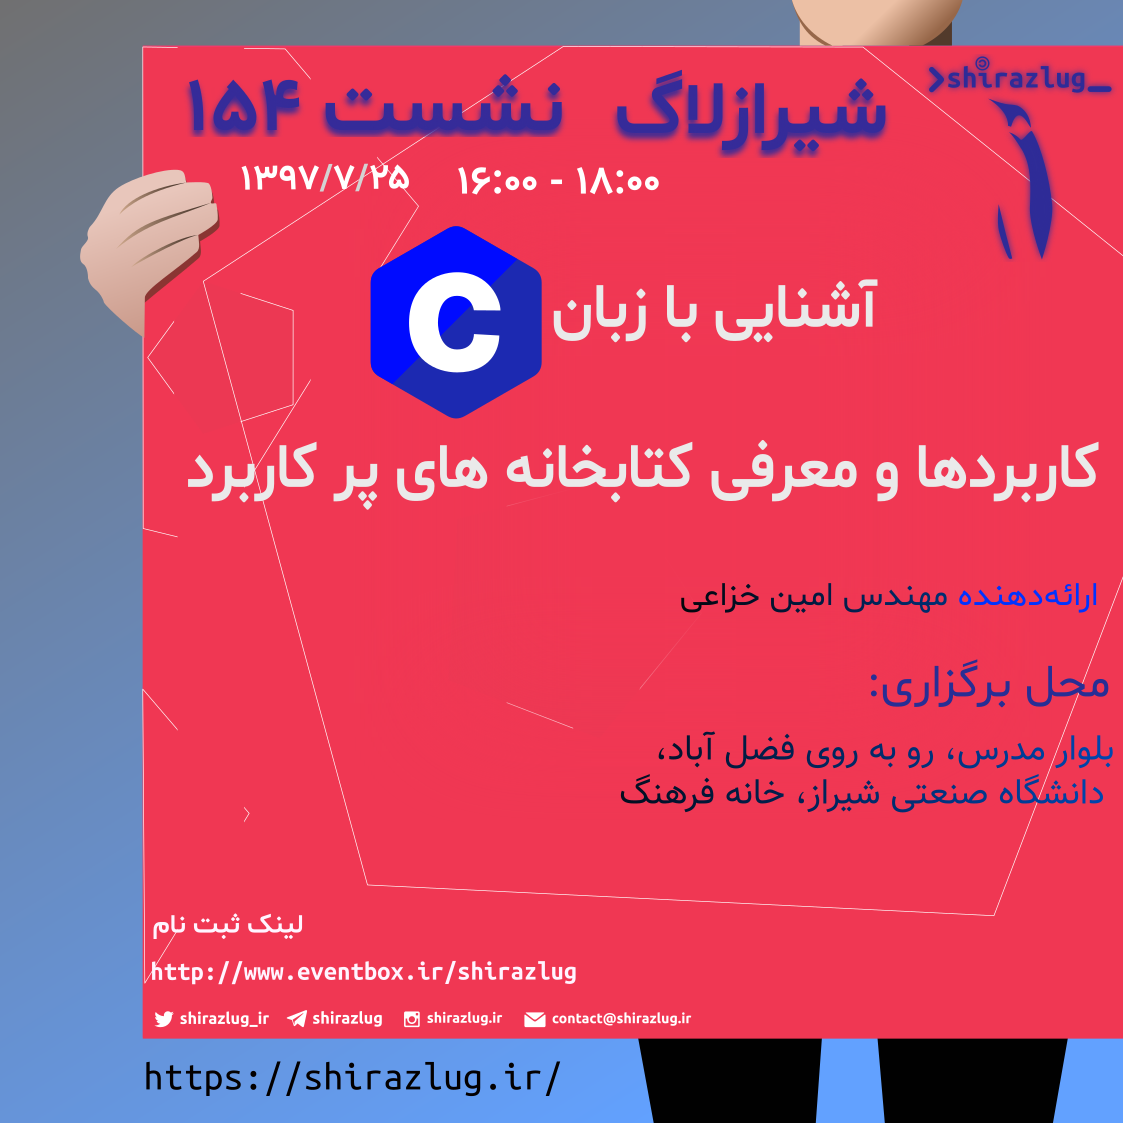 >shirazlug_
شیرازلاگ نشست ۱۵۴
۱۶:۰۰ - ۱۸:۰۰ ۱۳۹۷/۷/۲۵
آشنایی با زبان C
کاربردها و معرفی کتابخانه های پر کاربرد
ارائه‌دهنده مهندس امین خزاعی
محل برگزاری:
بلوار مدرس، رو به روی فضل آباد،
دانشگاه صنعتی شیراز، خانه فرهنگ
لینک ثبت نام
http://www.eventbox.ir/shirazlug
shirazlug_ir shirazlug shirazlug.ir contact@shirazlug.ir
https://shirazlug.ir/